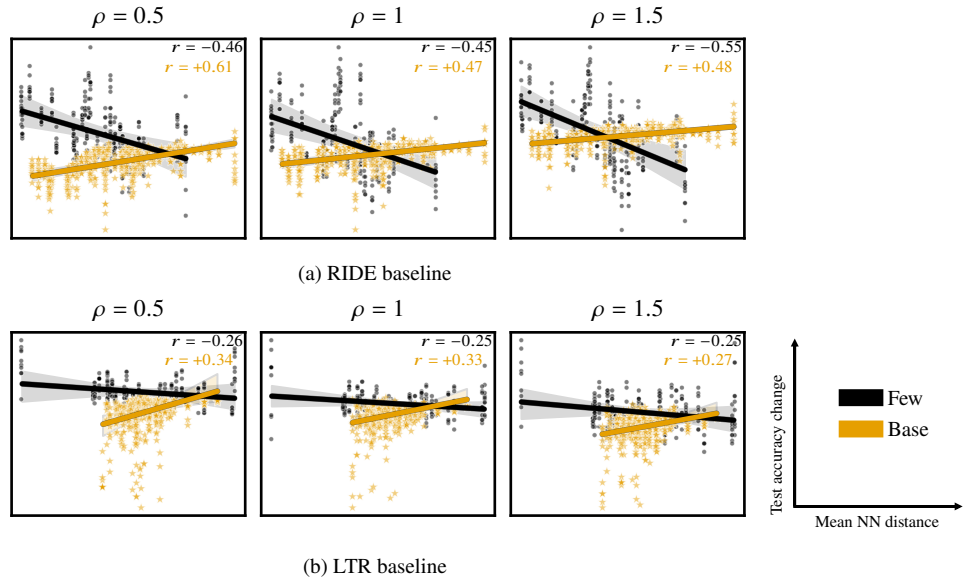 ρ = 0.5
ρ = 1
ρ = 1.5
r = −0.46
r = +0.61
r = −0.45
r = +0.47
r = −0.55
r = +0.48
(a) RIDE baseline
ρ = 0.5
ρ = 1
ρ = 1.5
r = −0.26
r = +0.34
r = −0.25
r = +0.33
r = −0.25
r = +0.27
Test accuracy change
Few
Base
Mean NN distance
(b) LTR baseline